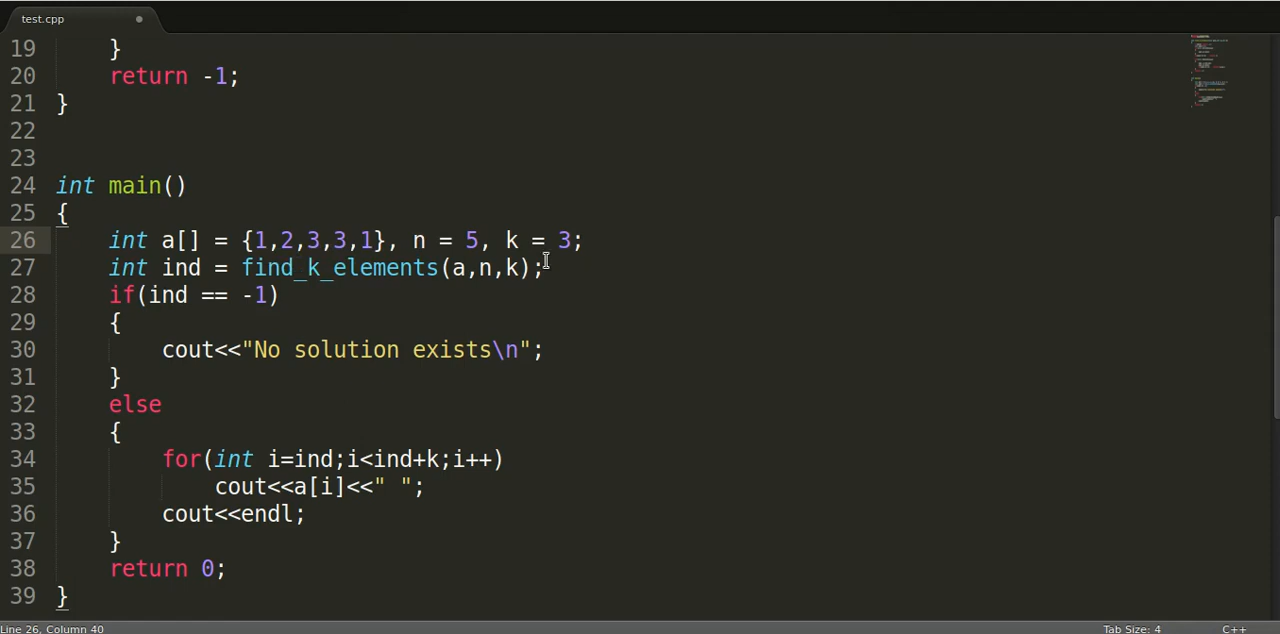 test.cpp
19 }
20 return -1;
21 }
22
23
24 int main()
25 {
26 int a[] = {1,2,3,3,1}, n = 5, k = 3;
27 int ind = find_k_elements(a,n,k);
28 if(ind == -1)
29 {
30 cout<<"No solution exists\n";
31 }
32 else
33 {
34 for(int i=ind;i<ind+k;i++)
35 cout<<a[i]<<" ";
36 cout<<endl;
37 }
38 return 0;
39 }
Line 26, Column 40 Tab Size: 4 C++